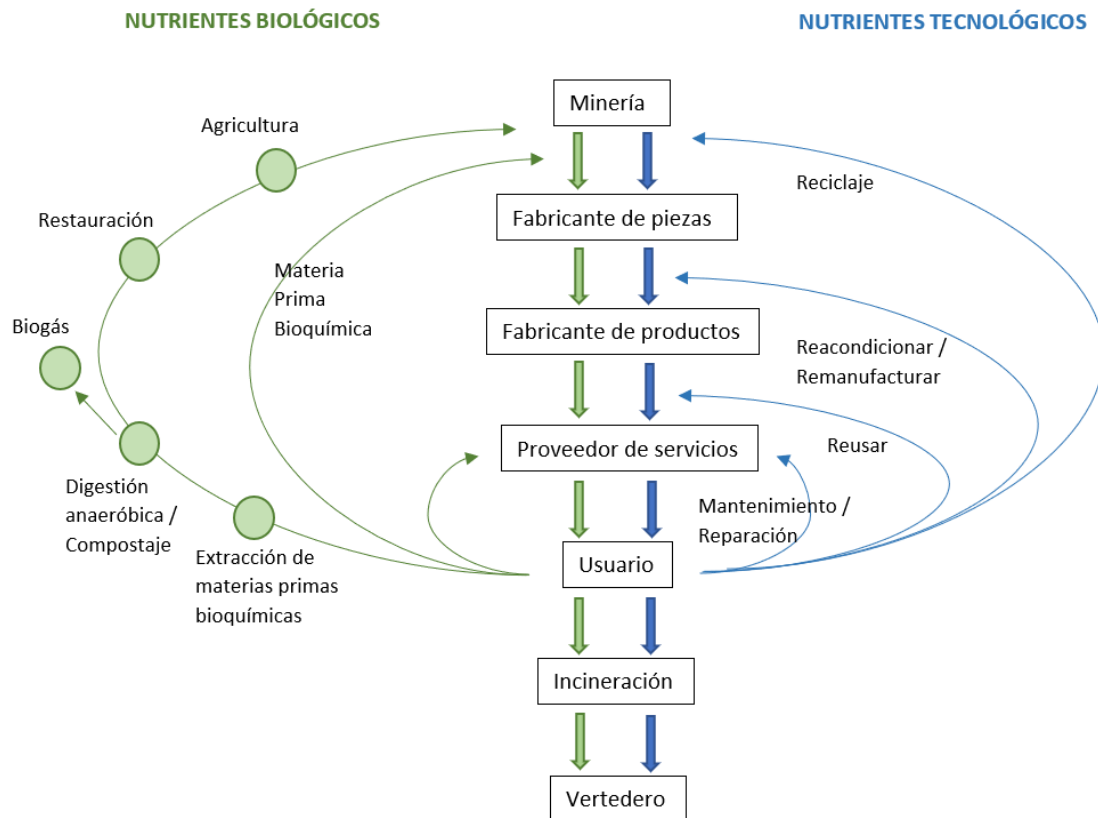 NUTRIENTES BIOLÓGICOS
NUTRIENTES TECNOLÓGICOS
Minería
Agricultura
Reciclaje
Restauración
Fabricante de piezas
Materia
Prima
Bioquímica
Biogás
Fabricante de productos
Reacondicionar /
Remanufacturar
Proveedor de servicios
Reusar
Digestión
anaeróbica /
Compostaje
Mantenimiento /
Reparación
Extracción de
materias primas
bioquímicas
Usuario
Incineración
Vertedero